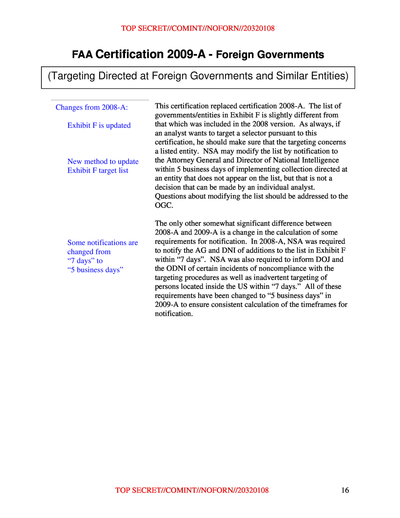 TOP SECRET//COMINT//NOFORN//20320108
FAA Certification 2009-A - Foreign Governments
(Targeting Directed at Foreign Governments and Similar Entities)
Changes from 2008-A:
Exhibit F is updated
New method to update
Exhibit F target list
This certification replaced certification 2008-A. The list of
governments/entities in Exhibit F is slightly different from
that which was included in the 2008 version. As always, if
an analyst wants to target a selector pursuant to this
certification, he should make sure that the targeting concerns
a listed entity. NSA may modify the list by notification to
the Attorney General and Director of National Intelligence
within 5 business days of implementing collection directed at
an entity that does not appear on the list, but that is not a
decision that can be made by an individual analyst.
Questions about modifying the list should be addressed to the
OGC.
Some notifications are
changed from
"7 days" to
"5 business days"
The only other somewhat significant difference between
2008-A and 2009-A is a change in the calculation of some
requirements for notification. In 2008-A, NSA was required
to notify the AG and DNI of additions to the list in Exhibit F
within "7 days". NSA was also required to inform DOJ and
the ODNI of certain incidents of noncompliance with the
targeting procedures as well as inadvertent targeting of
persons located inside the US within "7 days." All of these
requirements have been changed to "5 business days" in
2009-A to ensure consistent calculation of the timeframes for
notification.
TOP SECRET//COMINT//NOFORN//20320108
16